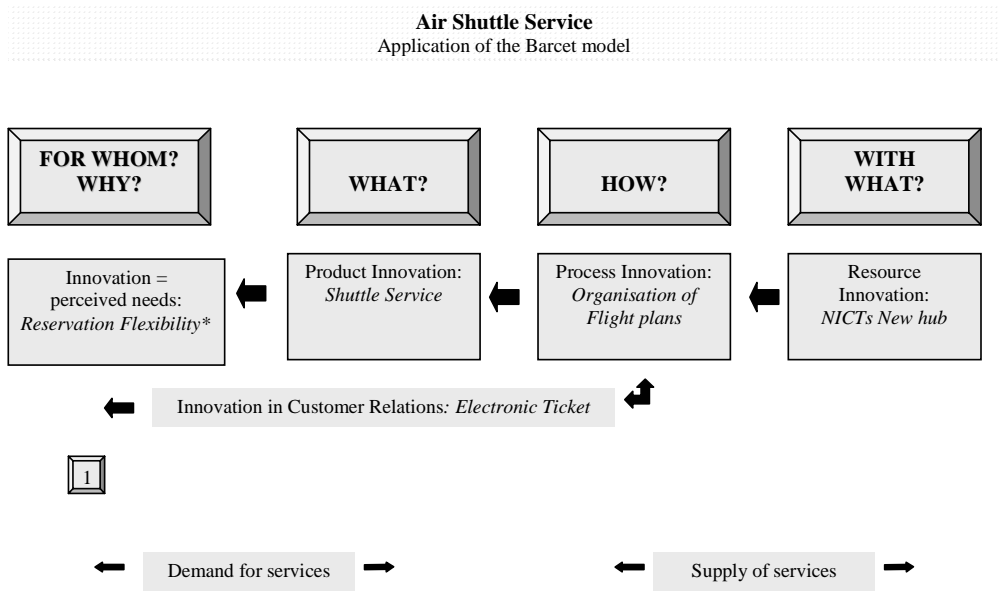 Air Shuttle Service
Application of the Barcet model
FOR WHOM?
WHY?
WHAT?
HOW?
WITH
WHAT?
Innovation =
perceived needs:
Reservation Flexibility*
Product Innovation:
Shuttle Service
Process Innovation:
Organisation of
Flight plans
Resource
Innovation:
NICTs New hub
Innovation in Customer Relations: Electronic Ticket
1
Demand for services
Supply of services